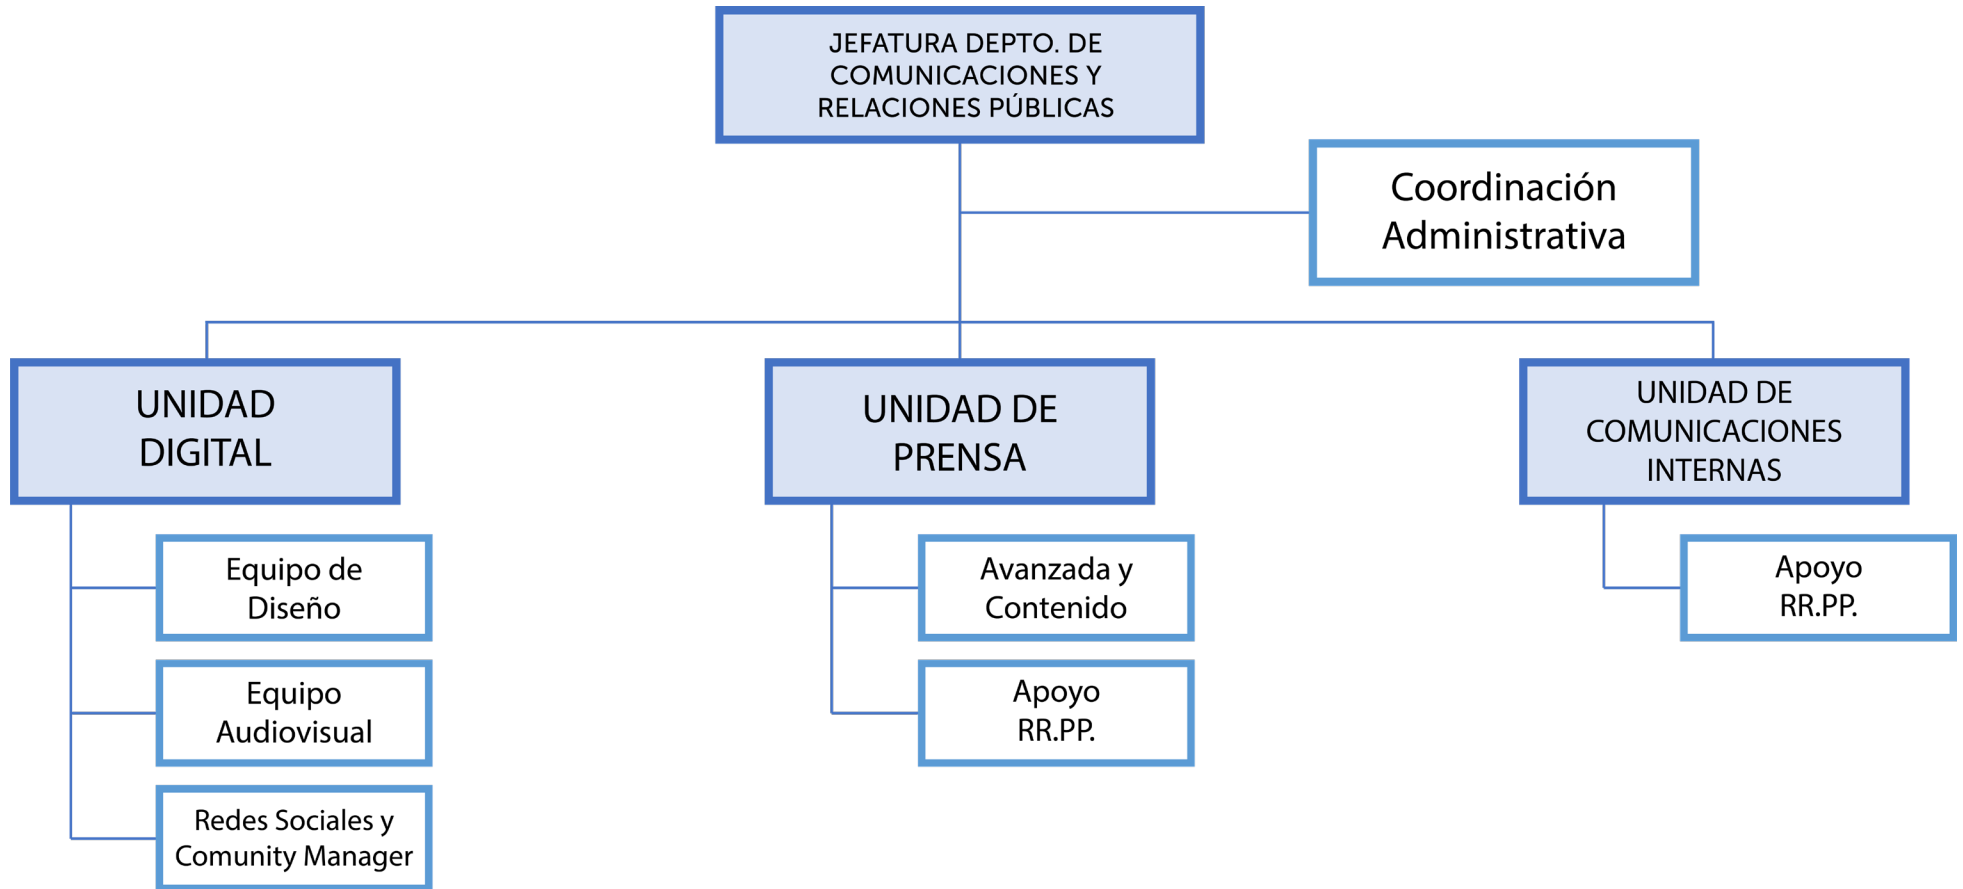 JEFATURA DEPTO. DE
COMUNICACIONES Y
RELACIONES PÚBLICAS
Coordinación
Administrativa
UNIDAD
DIGITAL
UNIDAD DE
PRENSA
UNIDAD DE
COMUNICACIONES
INTERNAS
Equipo de
Diseño
Equipo
Audiovisual
Redes Sociales y
Comunity Manager
Avanzada y
Contenido
Apoyo
RR.PP.
Apoyo
RR.PP.